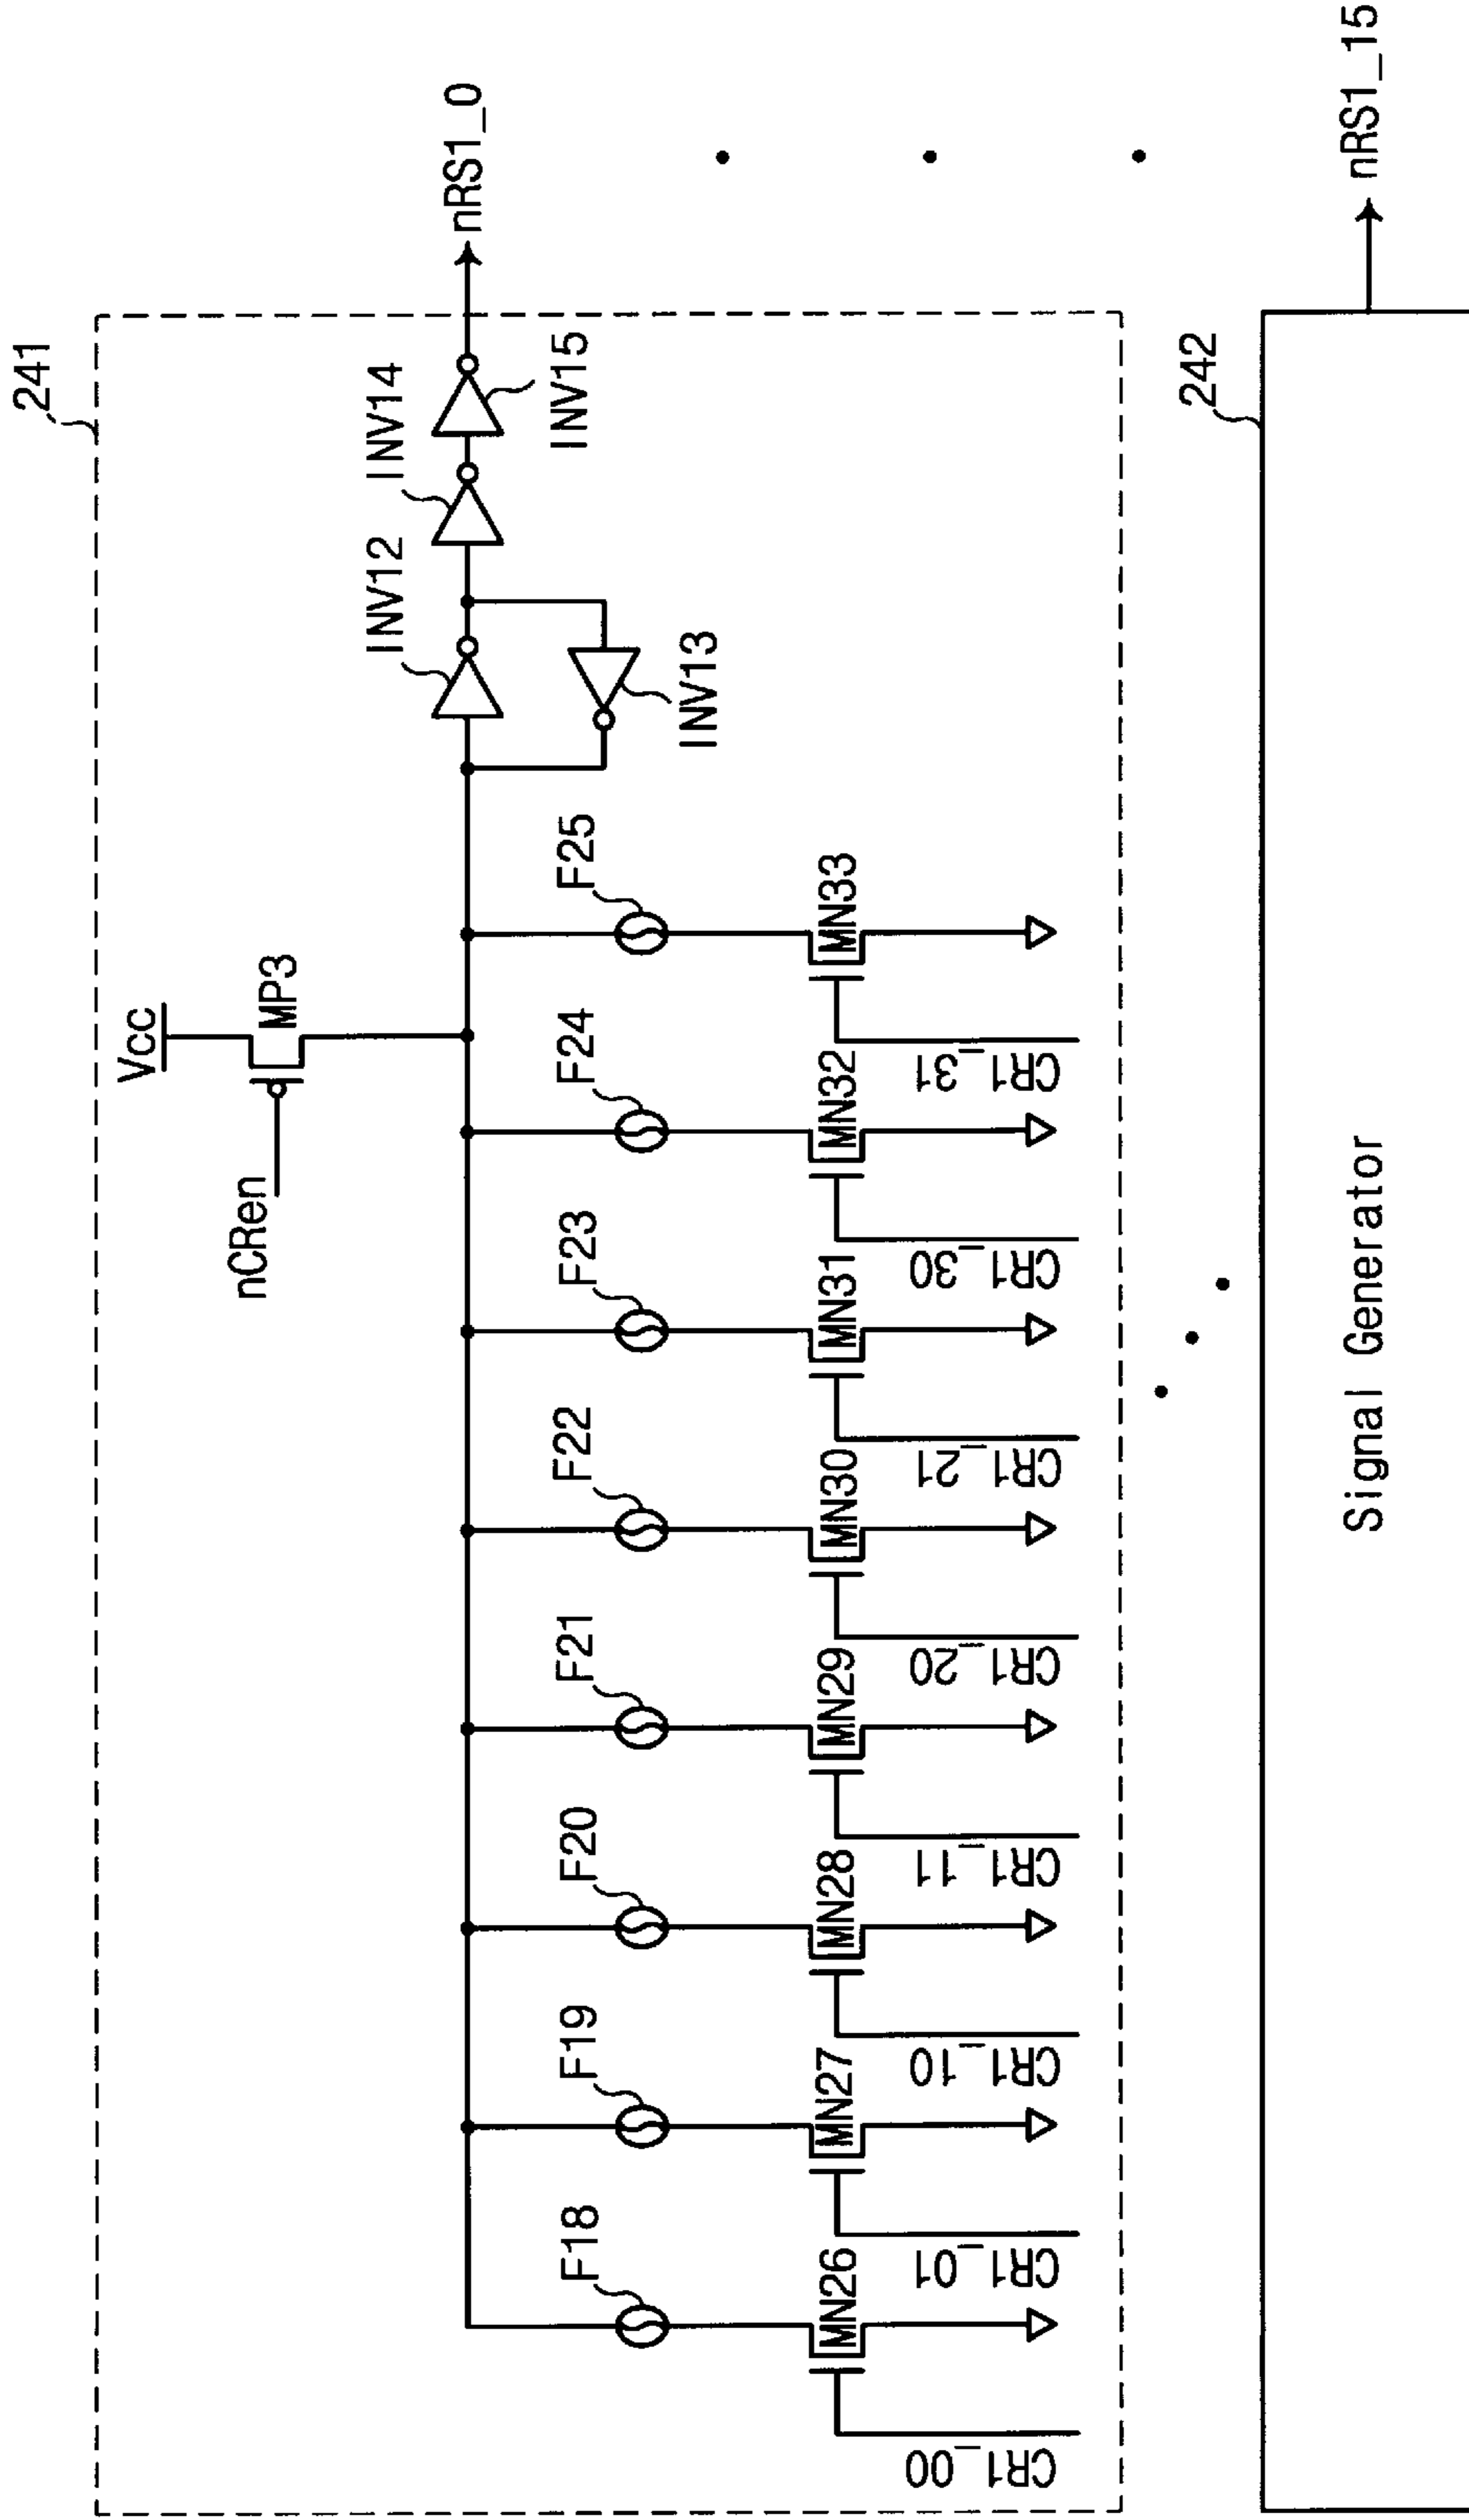 241
Vcc
MP3
nCRen
INV12
INV14
INV15
INV13
nRS1_0
F18
F19
F20
F21
F22
F23
F24
F25
MN26
MN27
MN28
MN29
MN30
MN31
MN32
MN33
CR1_00
CR1_01
CR1_10
CR1_11
CR1_20
CR1_21
CR1_30
CR1_31
242
Signal Generator
nRS1_15